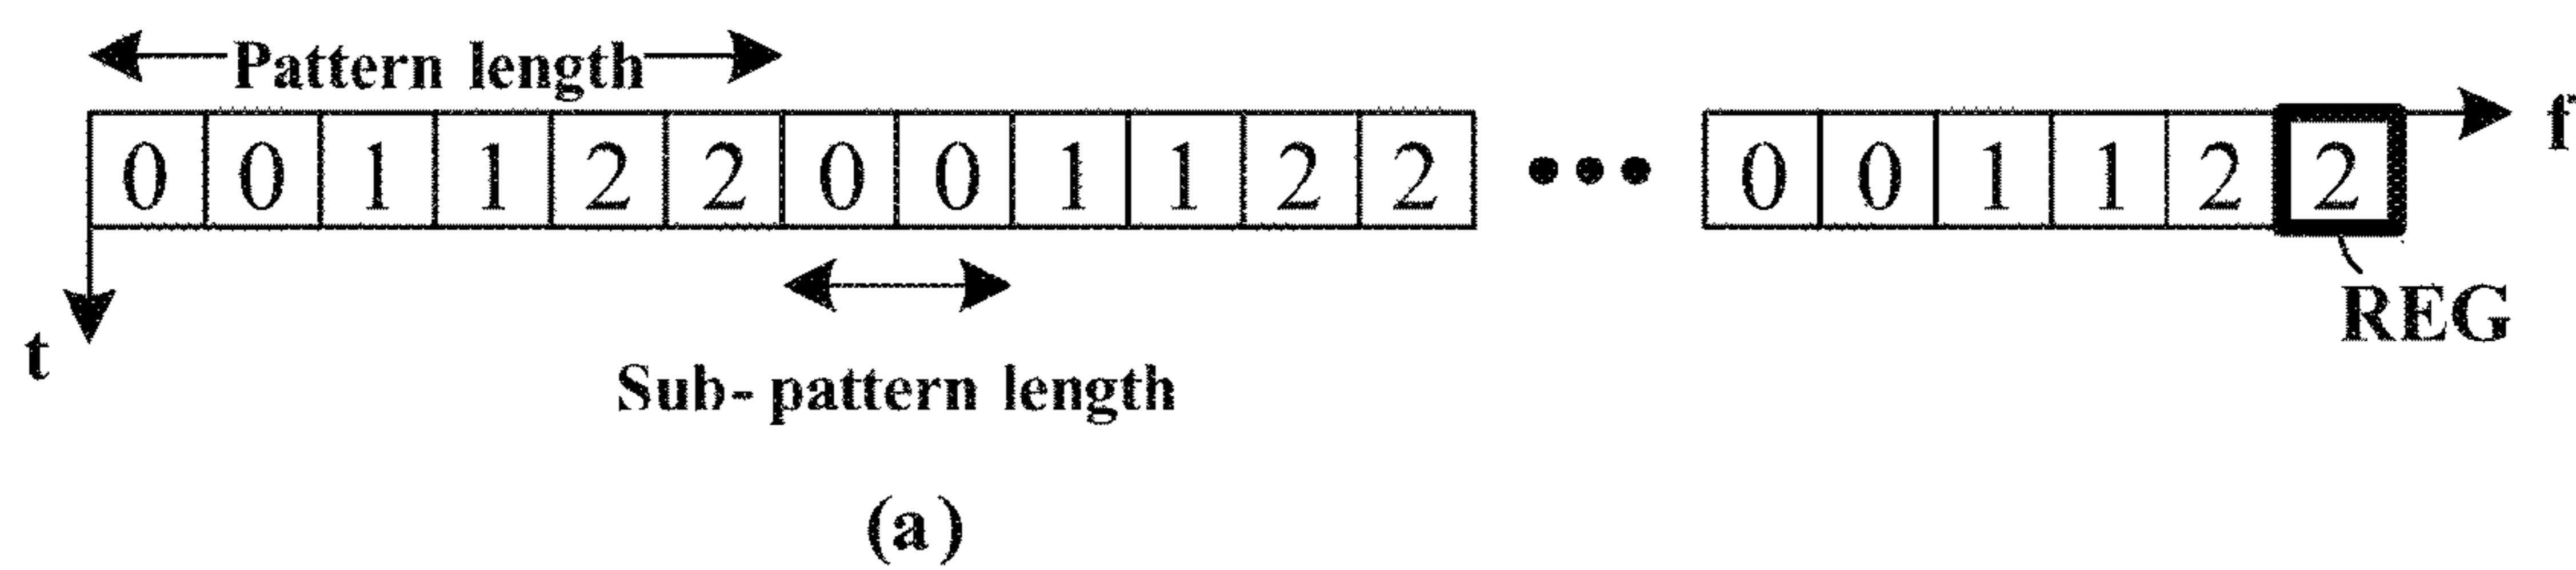 Pattern length
0 0 1 1 2 2 0 0 1 1 2 2 ••• 0 0 1 1 2 2 f
REG
t
Sub-pattern length
(a)